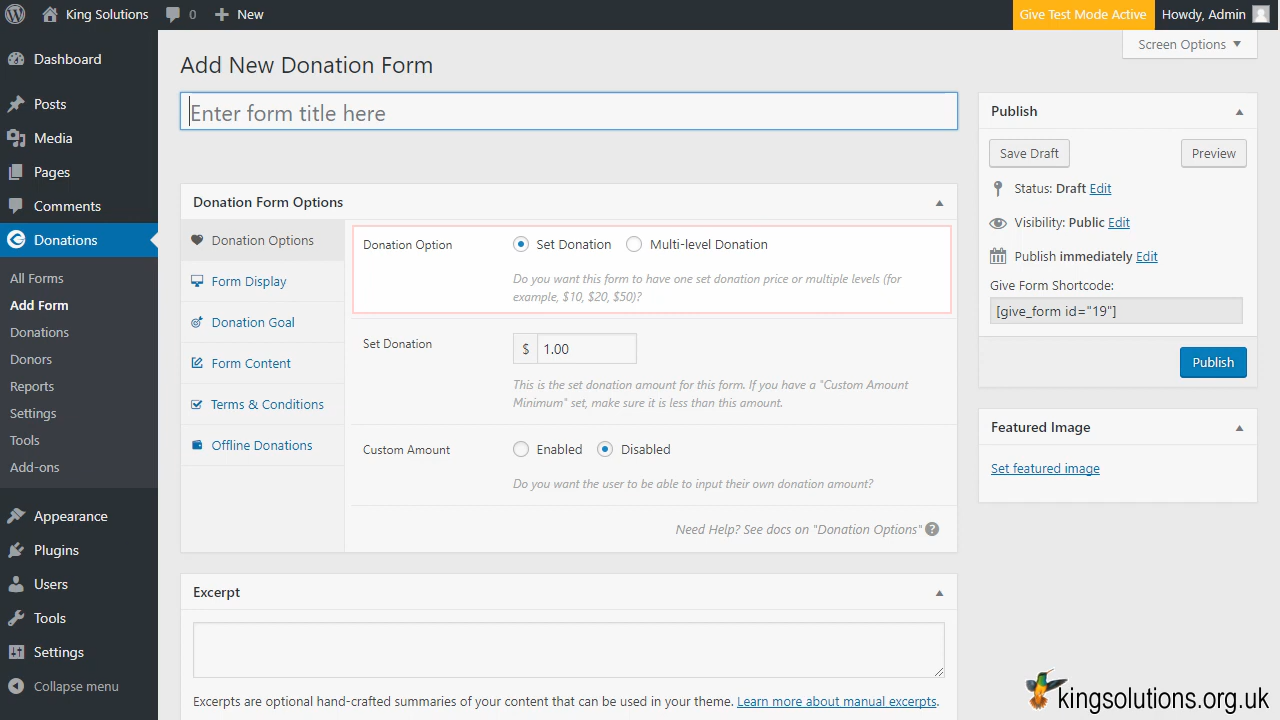 King Solutions
0
New
Give Test Mode Active
Howdy, Admin
Screen Options
Dashboard
Posts
Media
Pages
Comments
Donations
All Forms
Add Form
Donations
Donors
Reports
Settings
Tools
Add-ons
Appearance
Plugins
Users
Tools
Settings
Collapse menu
Add New Donation Form
Enter form title here
Donation Form Options
Donation Options
Form Display
Donation Goal
Form Content
Terms & Conditions
Offline Donations
Donation Option
Set Donation
Multi-level Donation
Do you want this form to have one set donation price or multiple levels (for
example, $10, $20, $50)?
Set Donation
$ 1.00
This is the set donation amount for this form. If you have a "Custom Amount
Minimum" set, make sure it is less than this amount.
Custom Amount
Enabled
Disabled
Do you want the user to be able to input their own donation amount?
Need Help? See docs on "Donation Options" ?
Excerpt
Excerpts are optional hand-crafted summaries of your content that can be used in your theme. Learn more about manual excerpts.
Publish
Save Draft
Preview
Status: Draft Edit
Visibility: Public Edit
Publish immediately Edit
Give Form Shortcode:
[give_form id="19"]
Publish
Featured Image
Set featured image
kingsolutions.org.uk